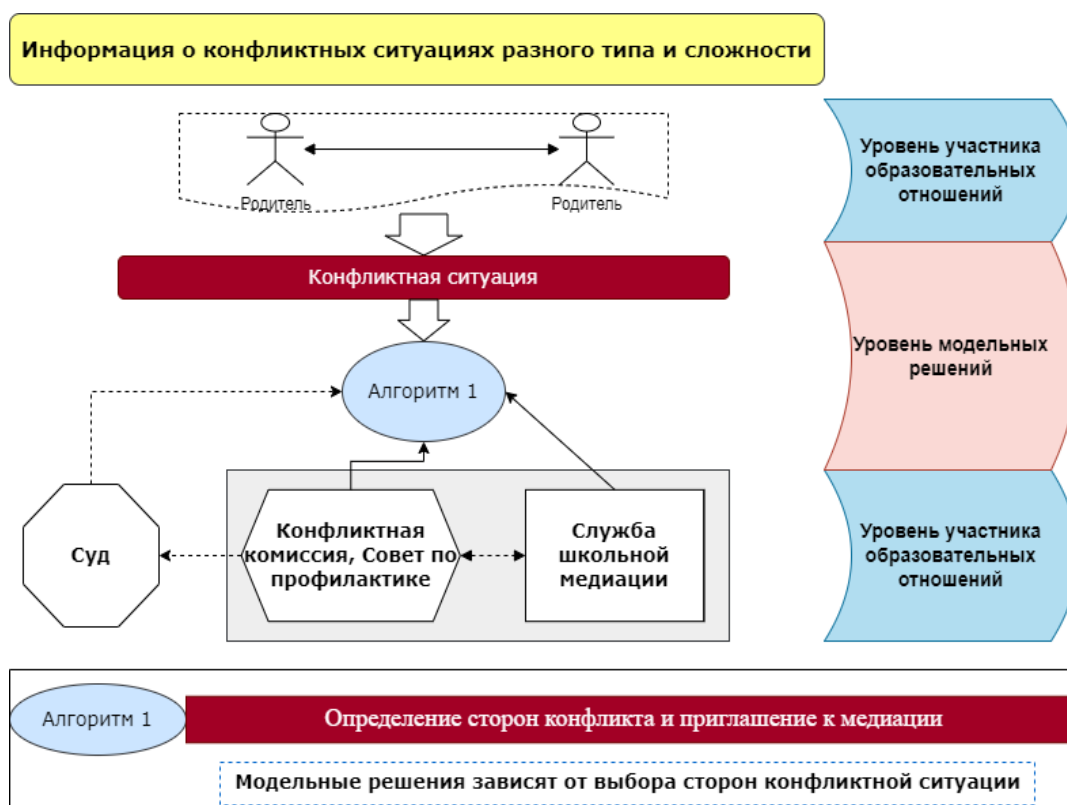 Информация о конфликтных ситуациях разного типа и сложности
Родитель
Родитель
Уровень участника
образовательных
отношений
Конфликтная ситуация
Уровень модельных
решений
Алгоритм 1
Суд
Конфликтная
комиссия, Совет по
профилактике
Служба
школьной
медиации
Уровень участника
образовательных
отношений
Алгоритм 1
Определение сторон конфликта и приглашение к медиации
Модельные решения зависят от выбора сторон конфликтной ситуации